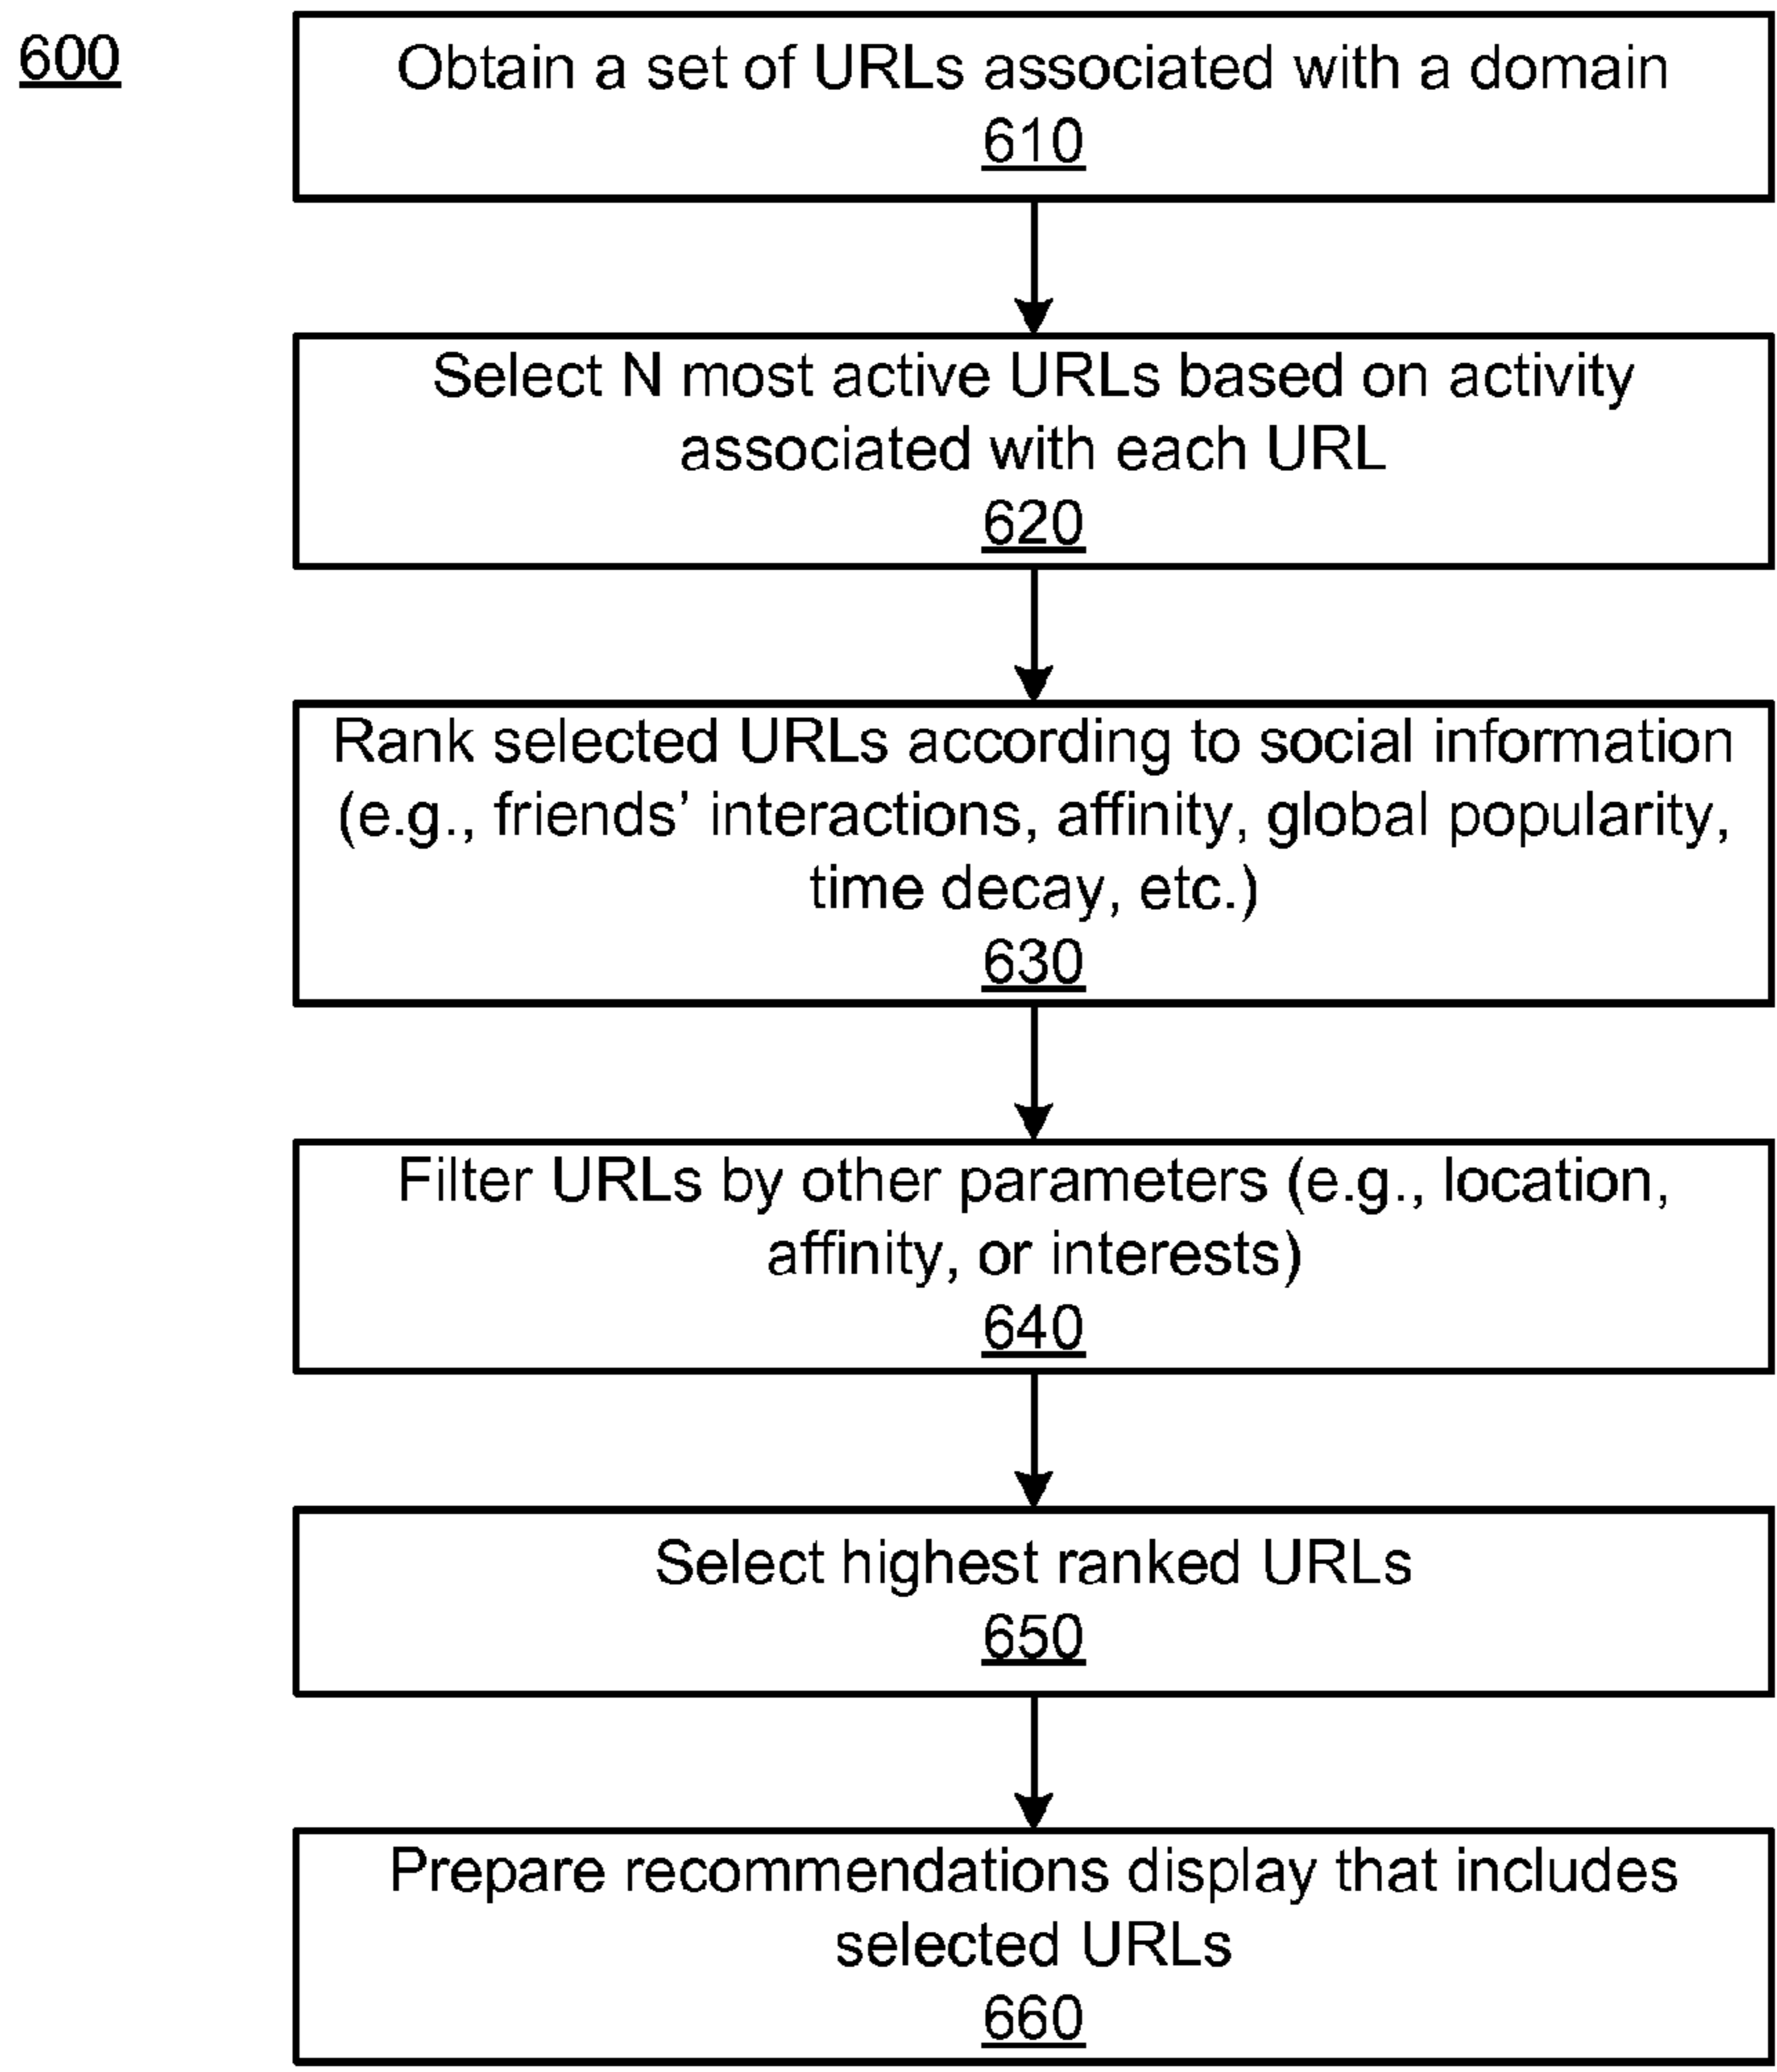 600
Obtain a set of URLs associated with a domain
610
Select N most active URLs based on activity
associated with each URL
620
Rank selected URLs according to social information
(e.g., friends’ interactions, affinity, global popularity,
time decay, etc.)
630
Filter URLs by other parameters (e.g., location,
affinity, or interests)
640
Select highest ranked URLs
650
Prepare recommendations display that includes
selected URLs
660